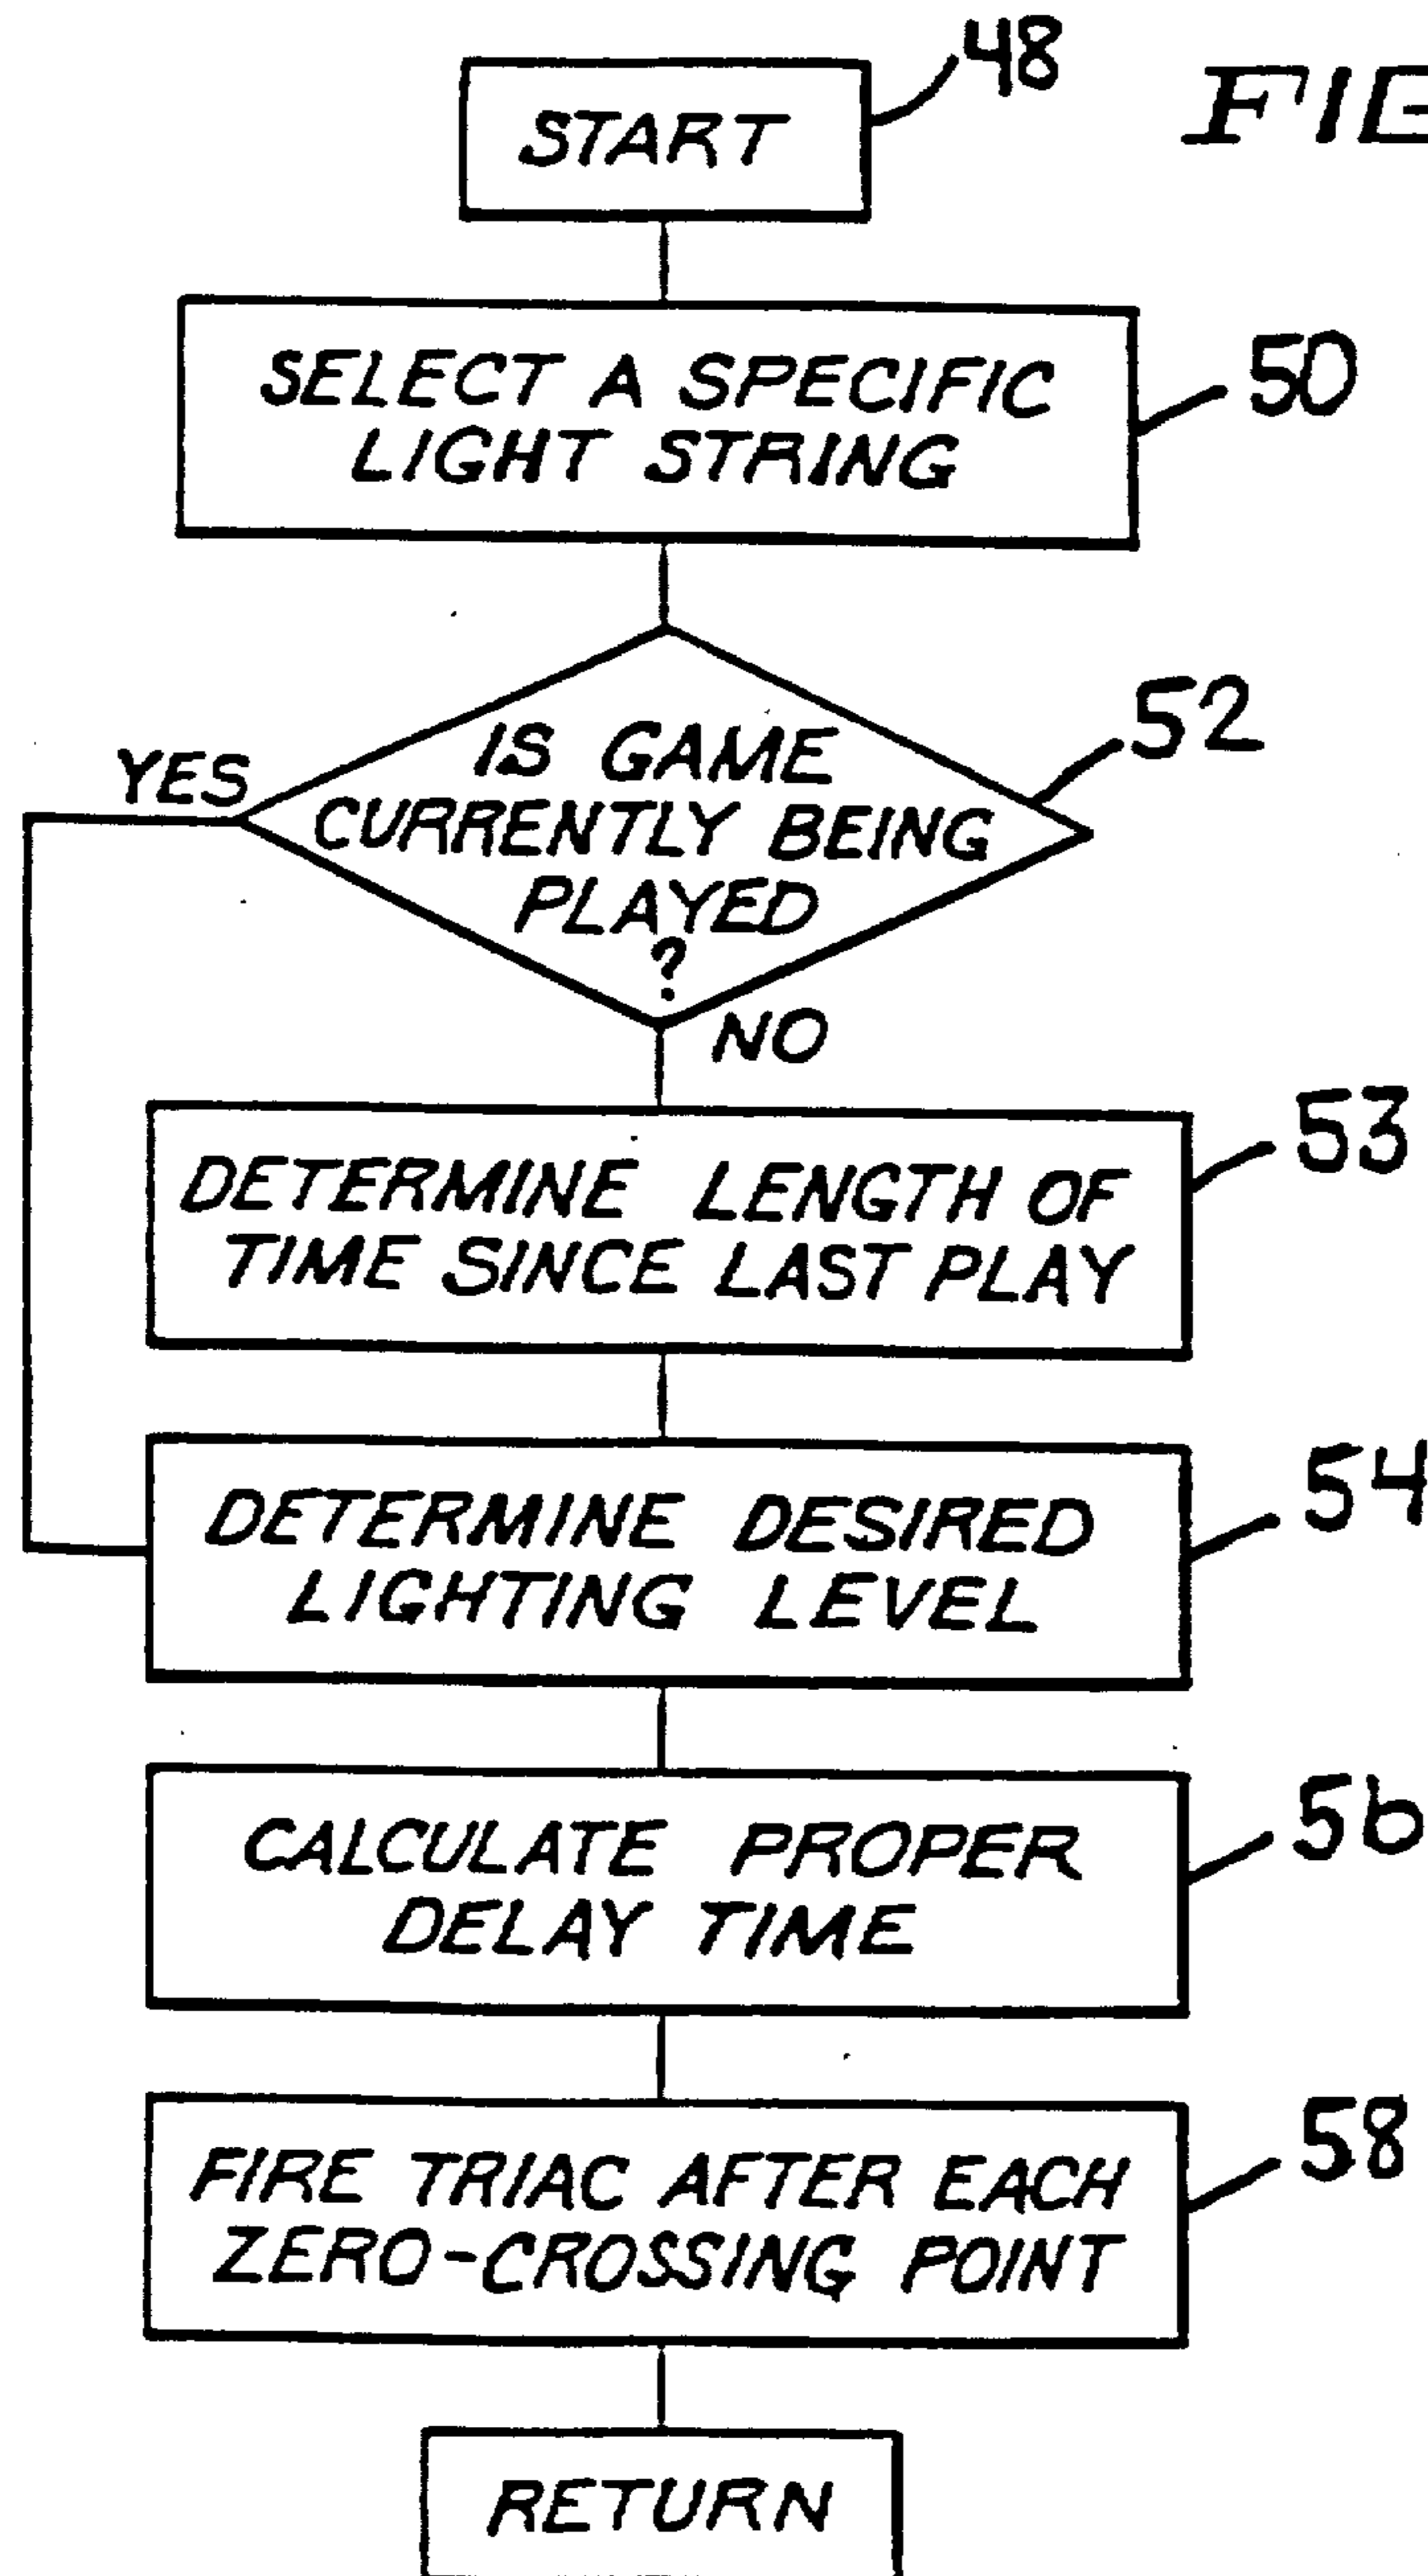 48
START
SELECT A SPECIFIC
LIGHT STRING
50
IS GAME
CURRENTLY BEING
PLAYED
?
52
YES
NO
DETERMINE LENGTH OF
TIME SINCE LAST PLAY
53
DETERMINE DESIRED
LIGHTING LEVEL
54
CALCULATE PROPER
DELAY TIME
56
FIRE TRIAC AFTER EACH
ZERO-CROSSING POINT
58
RETURN